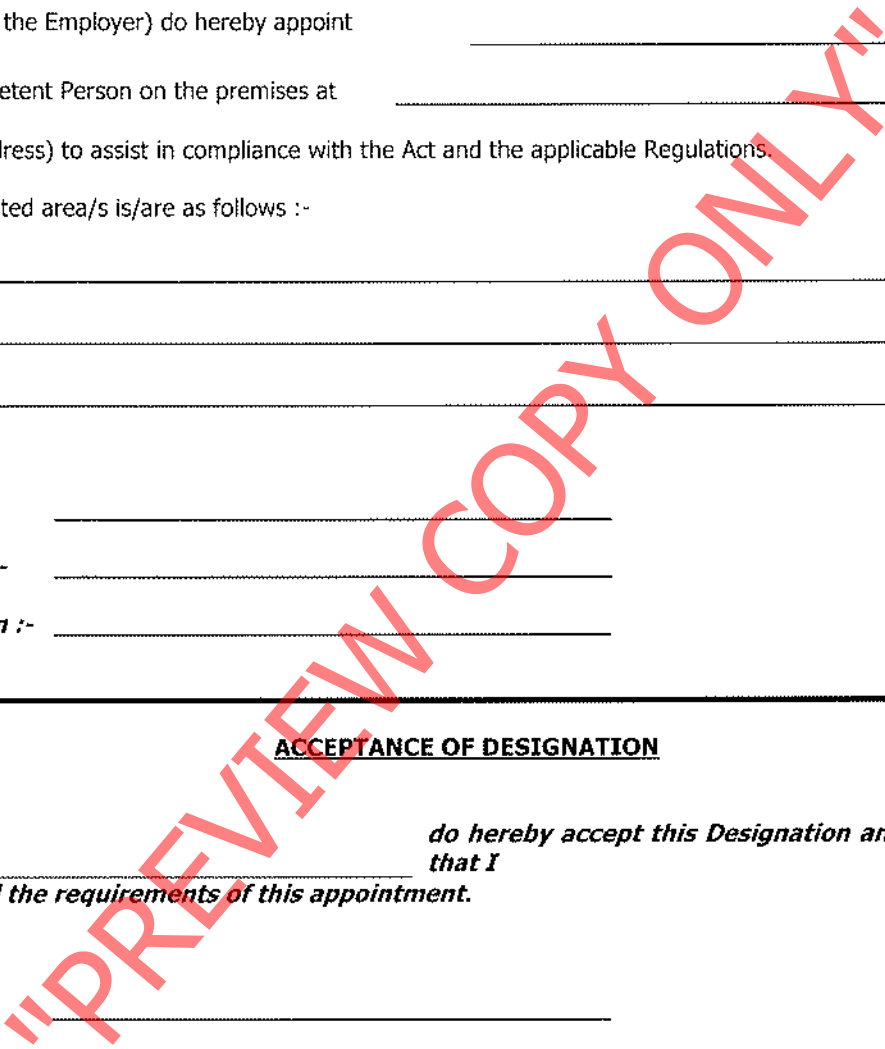 the Employer) do hereby appoint
etent Person on the premises at
ress) to assist in compliance with the Act and the applicable Regulations.
ted area/s is/are as follows :-
-
n :-
ACCEPTANCE OF DESIGNATION
do hereby accept this Designation an
that I
the requirements of this appointment.
"PREVIEW COPY ONLY"